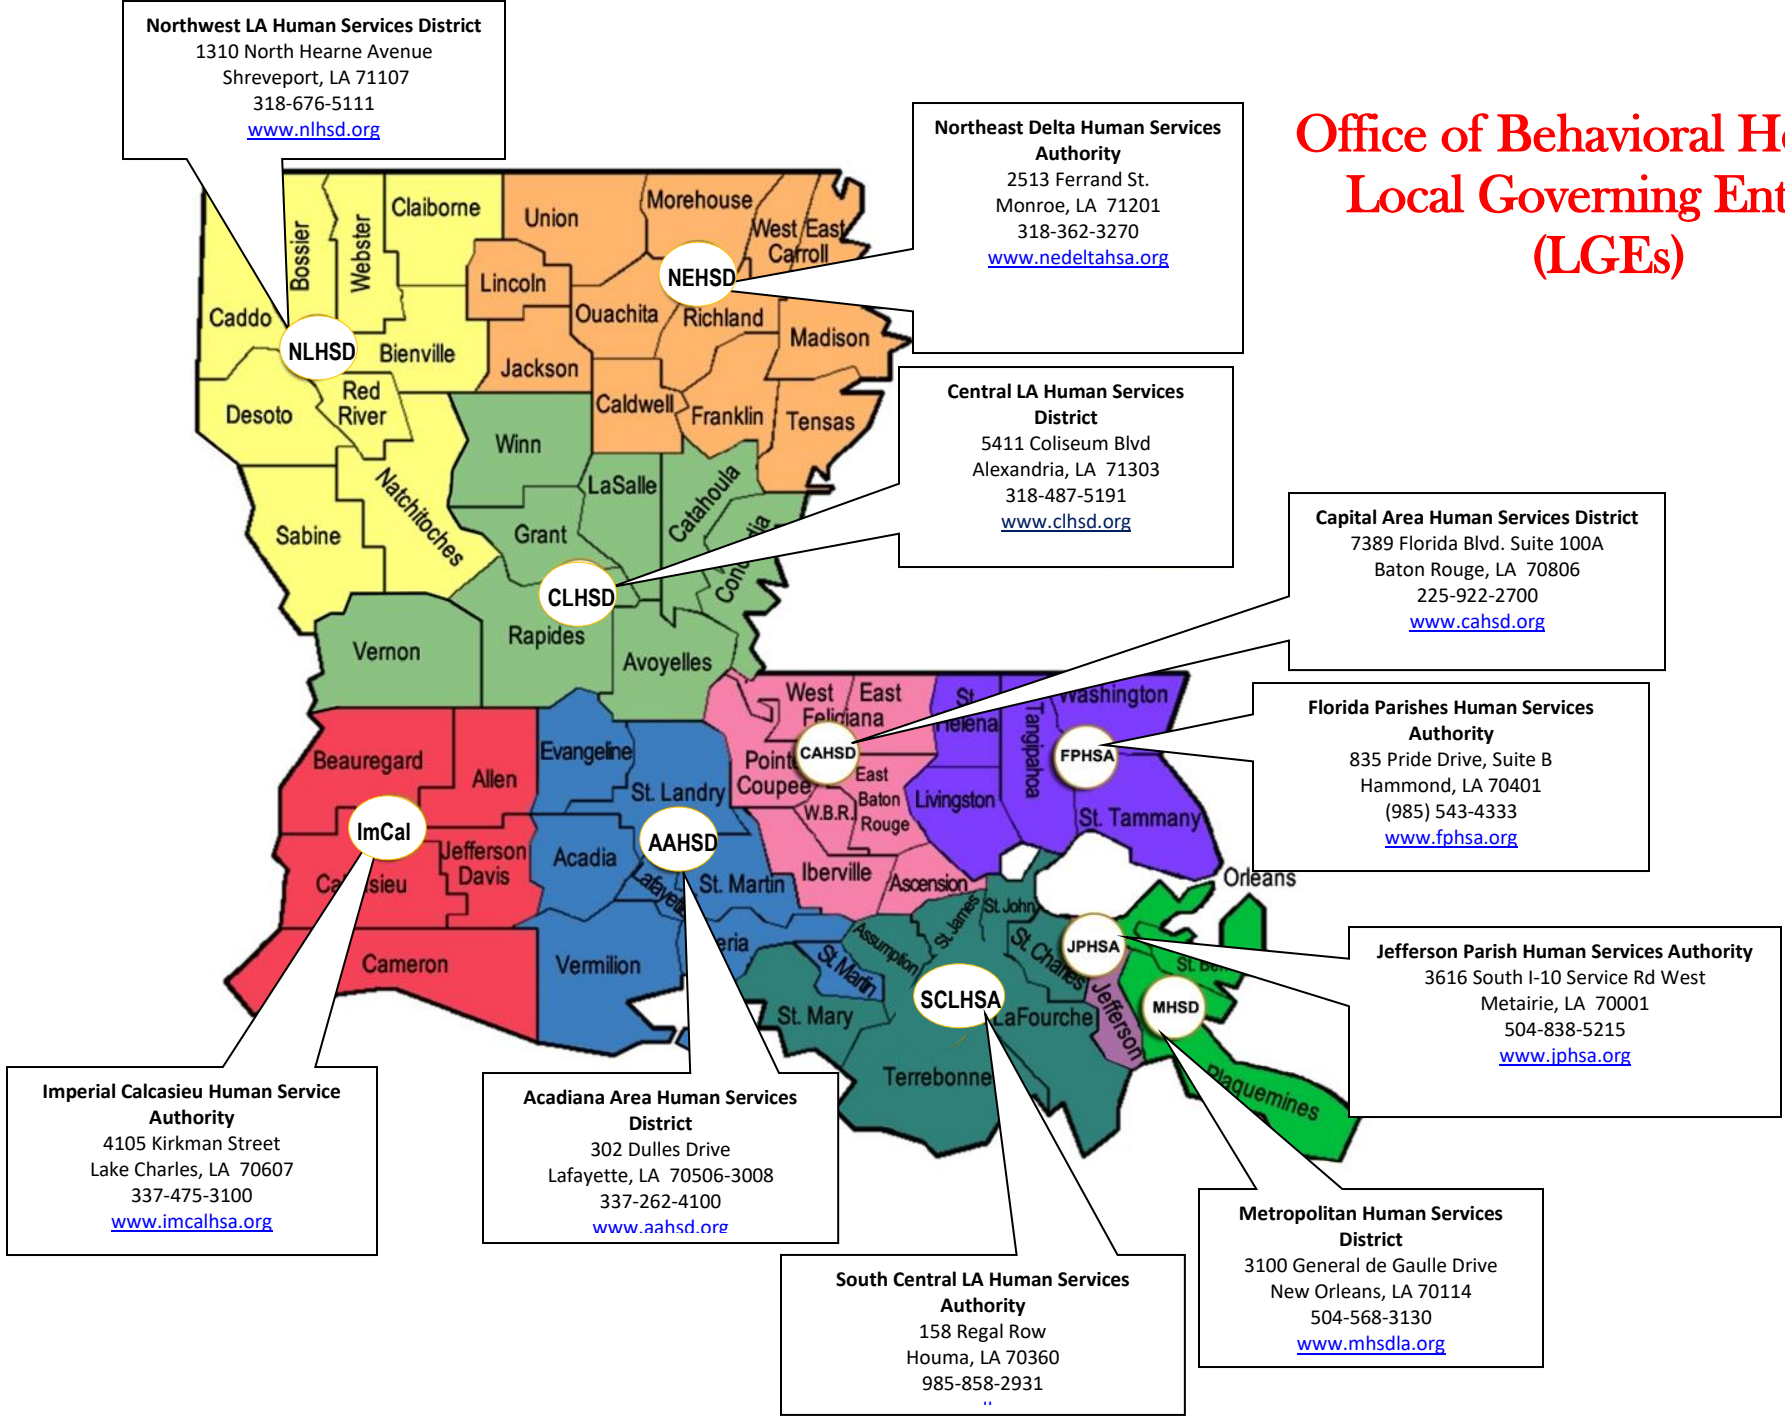 Northwest LA Human Services District
1310 North Hearne Avenue
Shreveport, LA 71107
318-676-5111
www.nlhsd.org
Northeast Delta Human Services
Authority
2513 Ferrand St.
Monroe, LA 71201
318-362-3270
www.nedeltahsa.org
Office of Behavioral
Local Governing
(LGEs)
Central LA Human Services
District
5411 Coliseum Blvd
Alexandria, LA 71303
318-487-5191
www.clhsd.org
Capital Area Human Services District
7389 Florida Blvd. Suite 100A
Baton Rouge, LA 70806
225-922-2700
www.cahsd.org
Florida Parishes Human Services
Authority
835 Pride Drive, Suite B
Hammond, LA 70401
(985) 543-4333
www.fphsa.org
Jefferson Parish Human Services Authority
3616 South I-10 Service Rd West
Metairie, LA 70001
504-838-5215
www.jphsa.org
Metropolitan Human Services
District
3100 General de Gaulle Drive
New Orleans, LA 70114
504-568-3130
www.mhsdla.org
South Central LA Human Services
Authority
158 Regal Row
Houma, LA 70360
985-858-2931
Acadiana Area Human Services
District
302 Dulles Drive
Lafayette, LA 70506-3008
337-262-4100
www.aahsd.org
Imperial Calcasieu Human Service
Authority
4105 Kirkman Street
Lake Charles, LA 70607
337-475-3100
www.imcalhsa.org
Caddo
Bossier
Webster
Claiborne
Bienville
NLHSD
Desoto
Red
River
Sabine
Natchitoches
Union
Morehouse
West East
Carroll
Lincoln
NEHSD
Ouachita
Richland
Madison
Jackson
Caldwell
Franklin
Tensas
Winn
LaSalle
Catahoula
Grant
CLHSD
Rapides
Vernon
Avoyelles
Beauregard
Allen
ImCal
Jefferson
Davis
Cameron
Evangeline
St. Landry
Acadia
AAHSD
Lafayette
St. Martin
Vermilion
St. Martin
West
East
Feliciana
CAHSD
Pointe
Coupee
East
Baton
Rouge
W.B.R.
Iberville
Ascension
St.
Helena
Tangipahoa
Washington
FPHSA
Livingston
St. Tammany
Orleans
Assumption
St. James
St. John
St. Charles
SCLHSA
St. Mary
LaFourche
Terrebonne
JPHSA
Jefferson
MHSD
Plaquemines